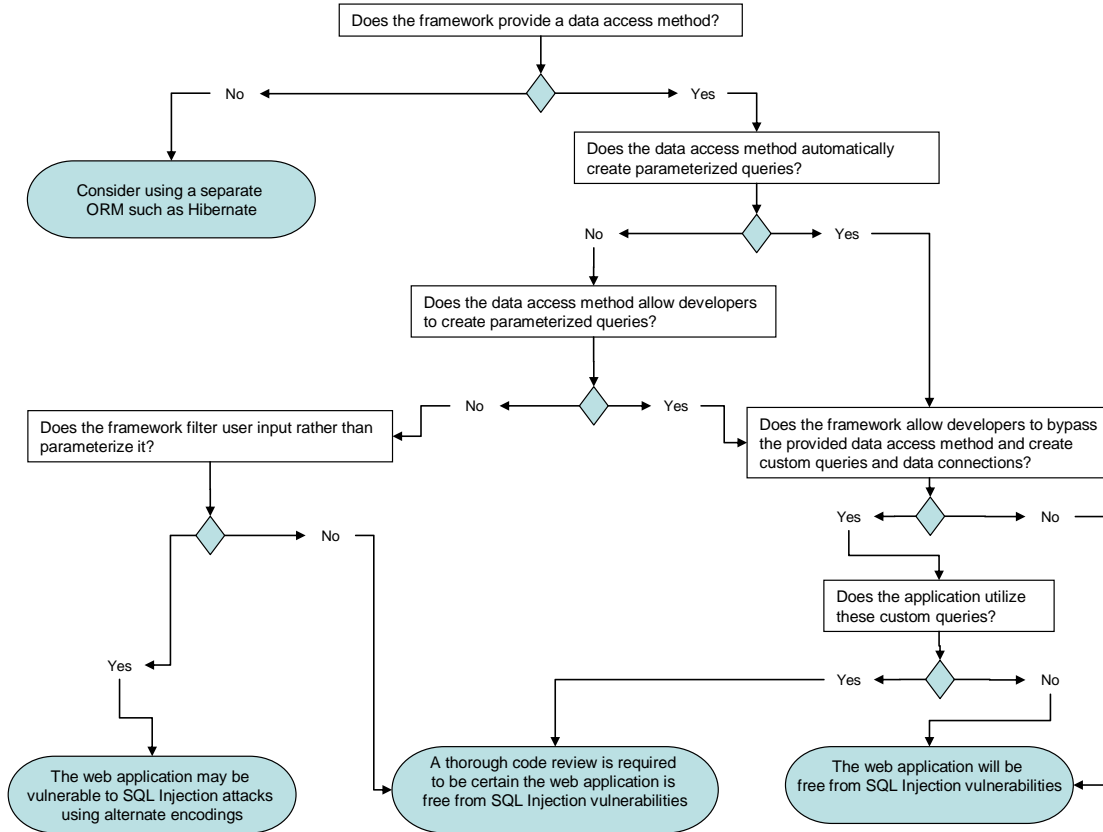 Does the framework provide a data access method?
No
Yes
Consider using a separate
ORM such as Hibernate
Does the data access method automatically
create parameterized queries?
No
Yes
Does the data access method allow developers
to create parameterized queries?
No
Yes
Does the framework filter user input rather than
parameterize it?
Does the framework allow developers to bypass
the provided data access method and create
custom queries and data connections?
Yes
No
No
Does the application utilize
these custom queries?
Yes
Yes
No
The web application may be
vulnerable to SQL Injection attacks
using alternate encodings
A thorough code review is required
to be certain the web application is
free from SQL Injection vulnerabilities
The web application will be
free from SQL Injection vulnerabilities